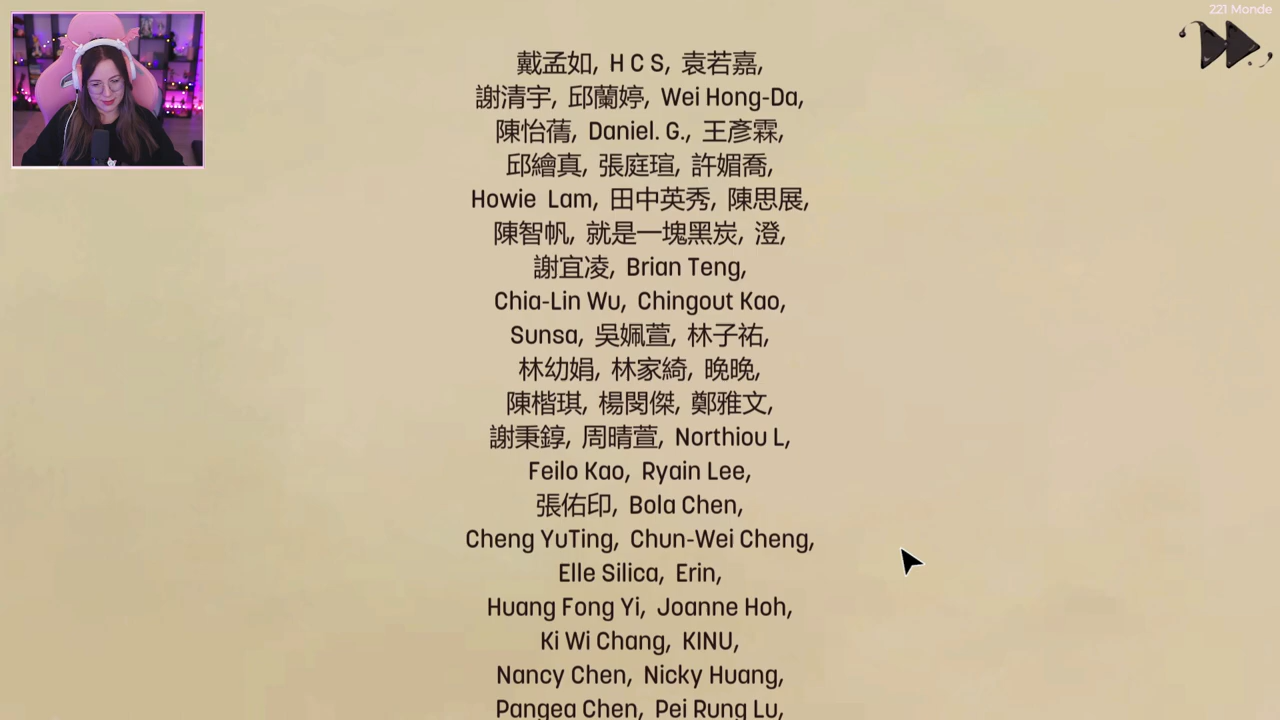 221 Monde
戴孟如, H C S, 袁若嘉,
謝清宇, 邱蘭婷, Wei Hong-Da,
陳怡蒨, Daniel. G., 王彥霖,
邱繪真, 張庭瑄, 許媚喬,
Howie Lam, 田中英秀, 陳思展,
陳智帆, 就是一塊黑炭, 澄,
謝宜凌, Brian Teng,
Chia-Lin Wu, Chingout Kao,
Sunsa, 吳姵萱, 林子祐,
林幼娟, 林家綺, 晚晚,
陳楷琪, 楊閔傑, 鄭雅文,
謝秉錞, 周晴萱, Northiou L,
Feilo Kao, Ryain Lee,
張佑印, Bola Chen,
Cheng YuTing, Chun-Wei Cheng,
Elle Silica, Erin,
Huang Fong Yi, Joanne Hoh,
Ki Wi Chang, KINU,
Nancy Chen, Nicky Huang,
Pangea Chen, Pei Rung Lu,